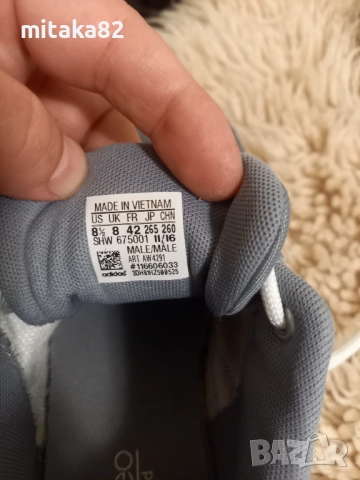 mitaka82
MADE IN VIETNAM
US UK FR JP CHN
8½ 8 42 265 260
SHW 675001 11/16
MALE/MALE
ART AW4291
#116606033
adidas
BAZAR